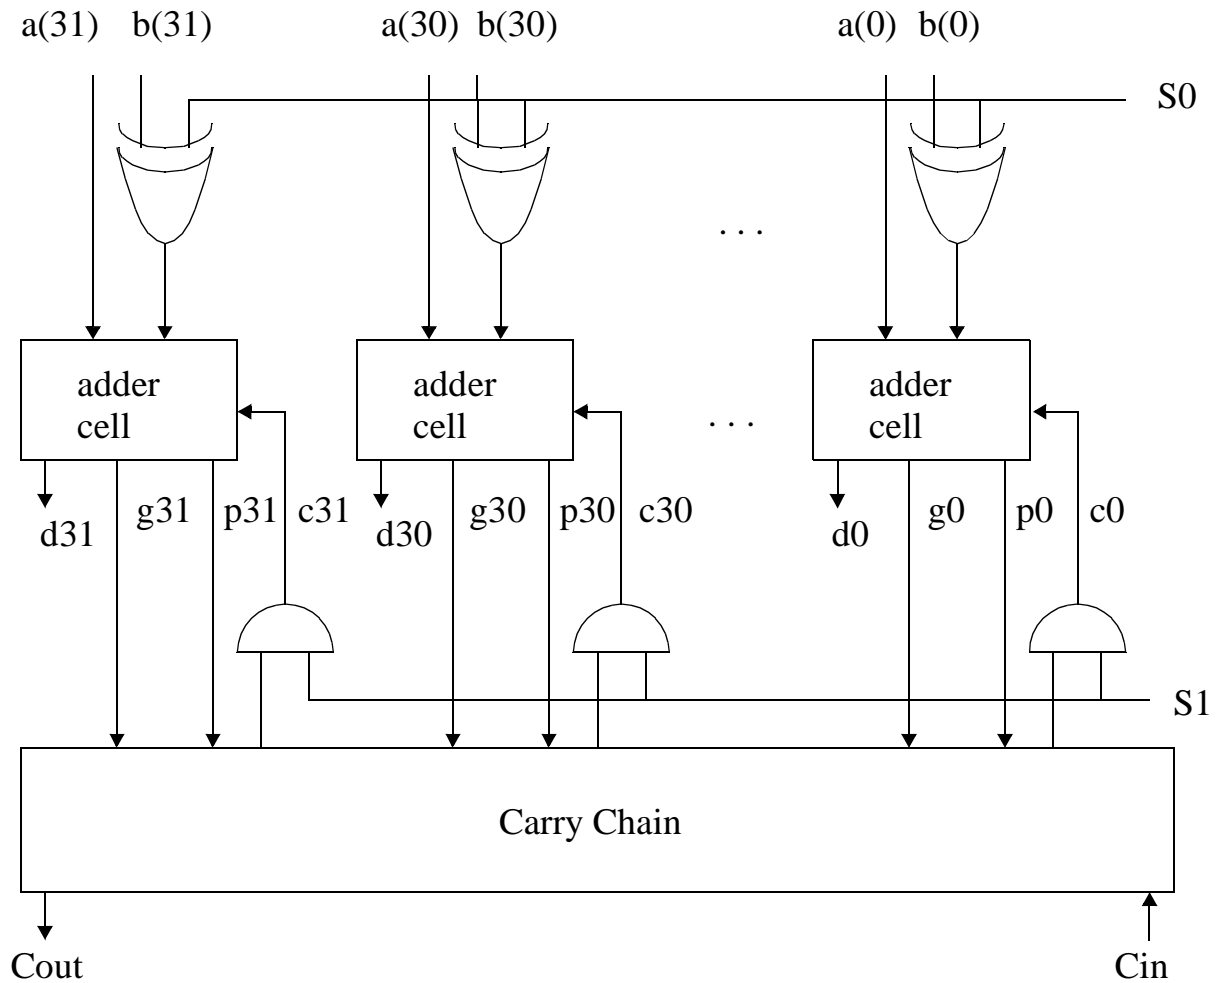 a(31) b(31) a(30) b(30) a(0) b(0)
S0
. . .
adder cell
adder cell
. . .
adder cell
d31 g31 p31 c31 d30 g30 p30 c30 d0 g0 p0 c0
S1
Carry Chain
Cout Cin